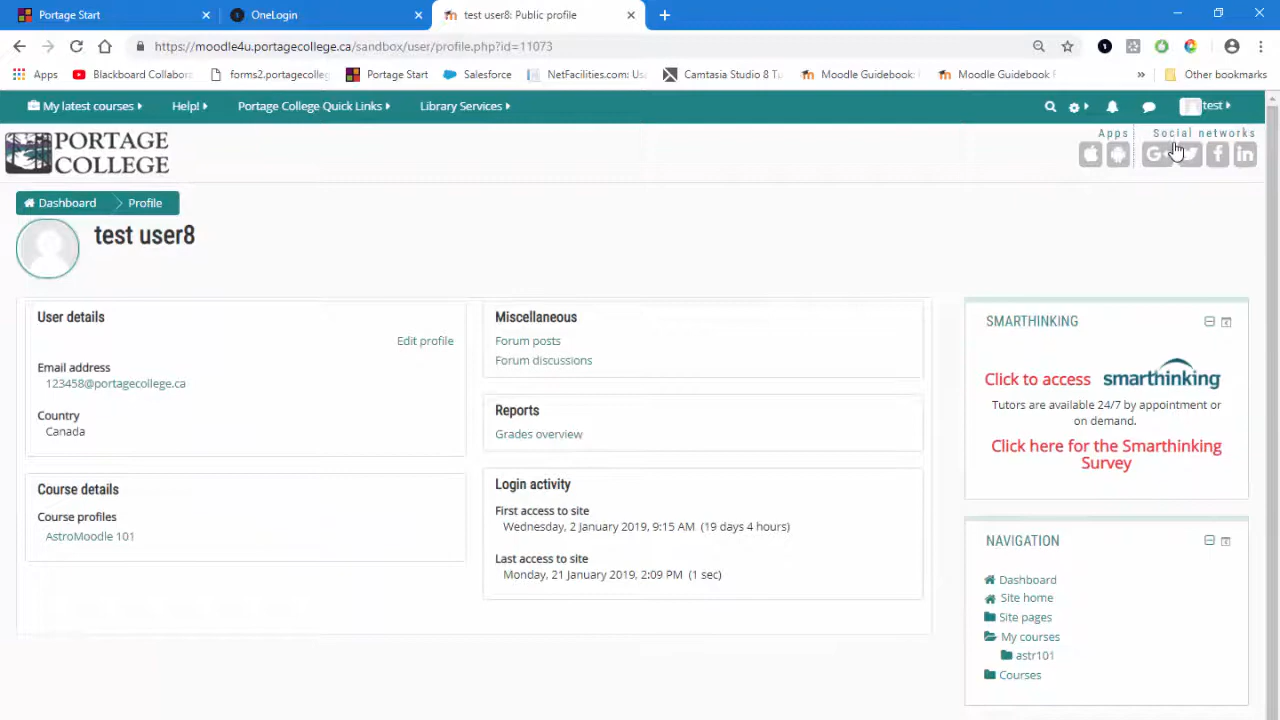 Portage Start
OneLogin
test user8: Public profile
https://moodle4u.portagecollege.ca/sandbox/user/profile.php?id=11073
Apps
Blackboard Collabora
forms2.portagecolleg
Portage Start
Salesforce
NetFacilities.com: Us
Camtasia Studio 8 Tu
Moodle Guidebook:
Moodle Guidebook
Other bookmarks
My latest courses
Help!
Portage College Quick Links
Library Services
test
PORTAGE
COLLEGE
Apps
Social networks
Dashboard
Profile
test user8
User details
Edit profile
Email address
123458@portagecollege.ca
Country
Canada
Course details
Course profiles
AstroMoodle 101
Miscellaneous
Forum posts
Forum discussions
Reports
Grades overview
Login activity
First access to site
Wednesday, 2 January 2019, 9:15 AM (19 days 4 hours)
Last access to site
Monday, 21 January 2019, 2:09 PM (1 sec)
SMARTHINKING
Click to access smarthinking
Tutors are available 24/7 by appointment or
on demand.
Click here for the Smarthinking
Survey
NAVIGATION
Dashboard
Site home
Site pages
My courses
astr101
Courses